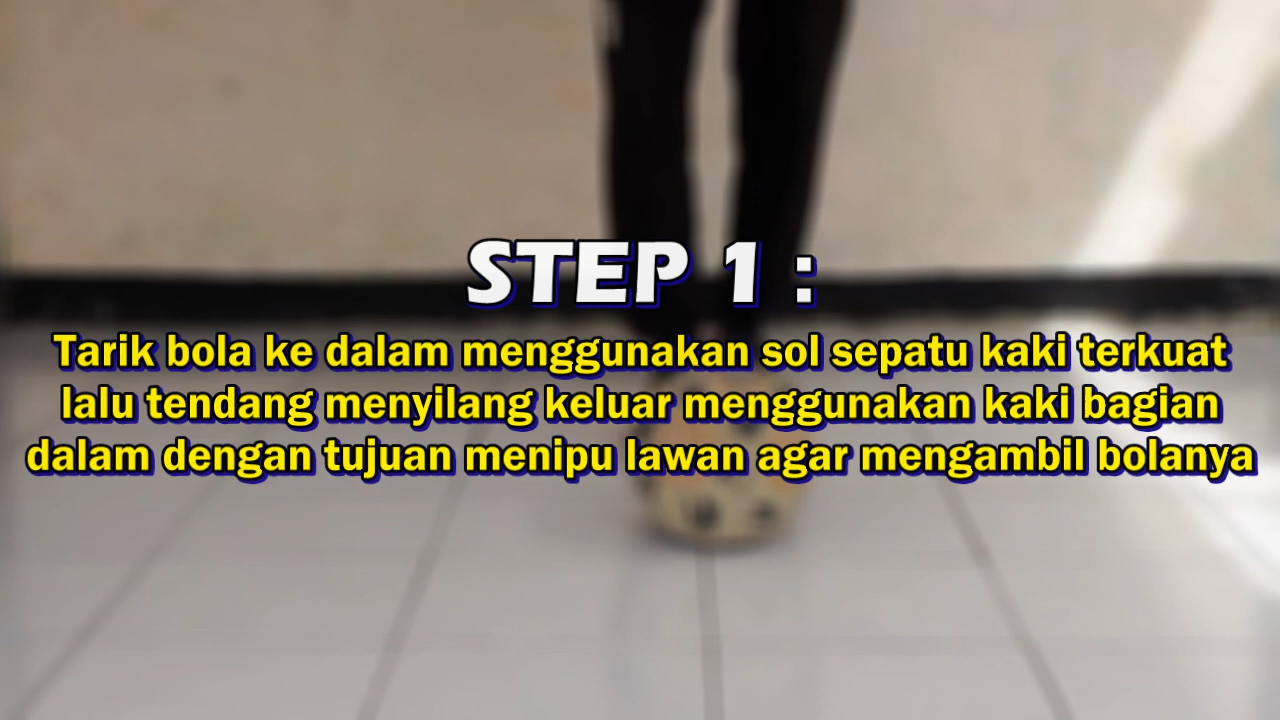 STEP 1 :
Tarik bola ke dalam menggunakan sol sepatu kaki terkuat
lalu tendang menyilang keluar menggunakan kaki bagian
dalam dengan tujuan menipu lawan agar mengambil bolanya